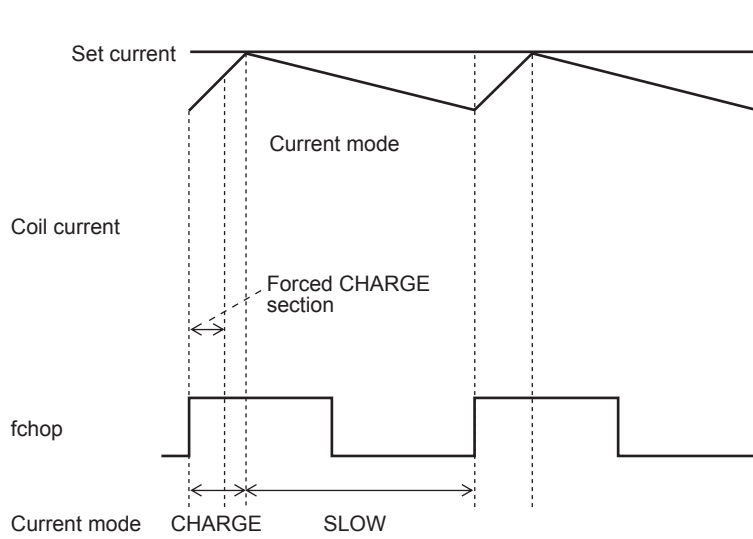 Set current
Current mode
Coil current
Forced CHARGE
section
fchop
Current mode CHARGE SLOW